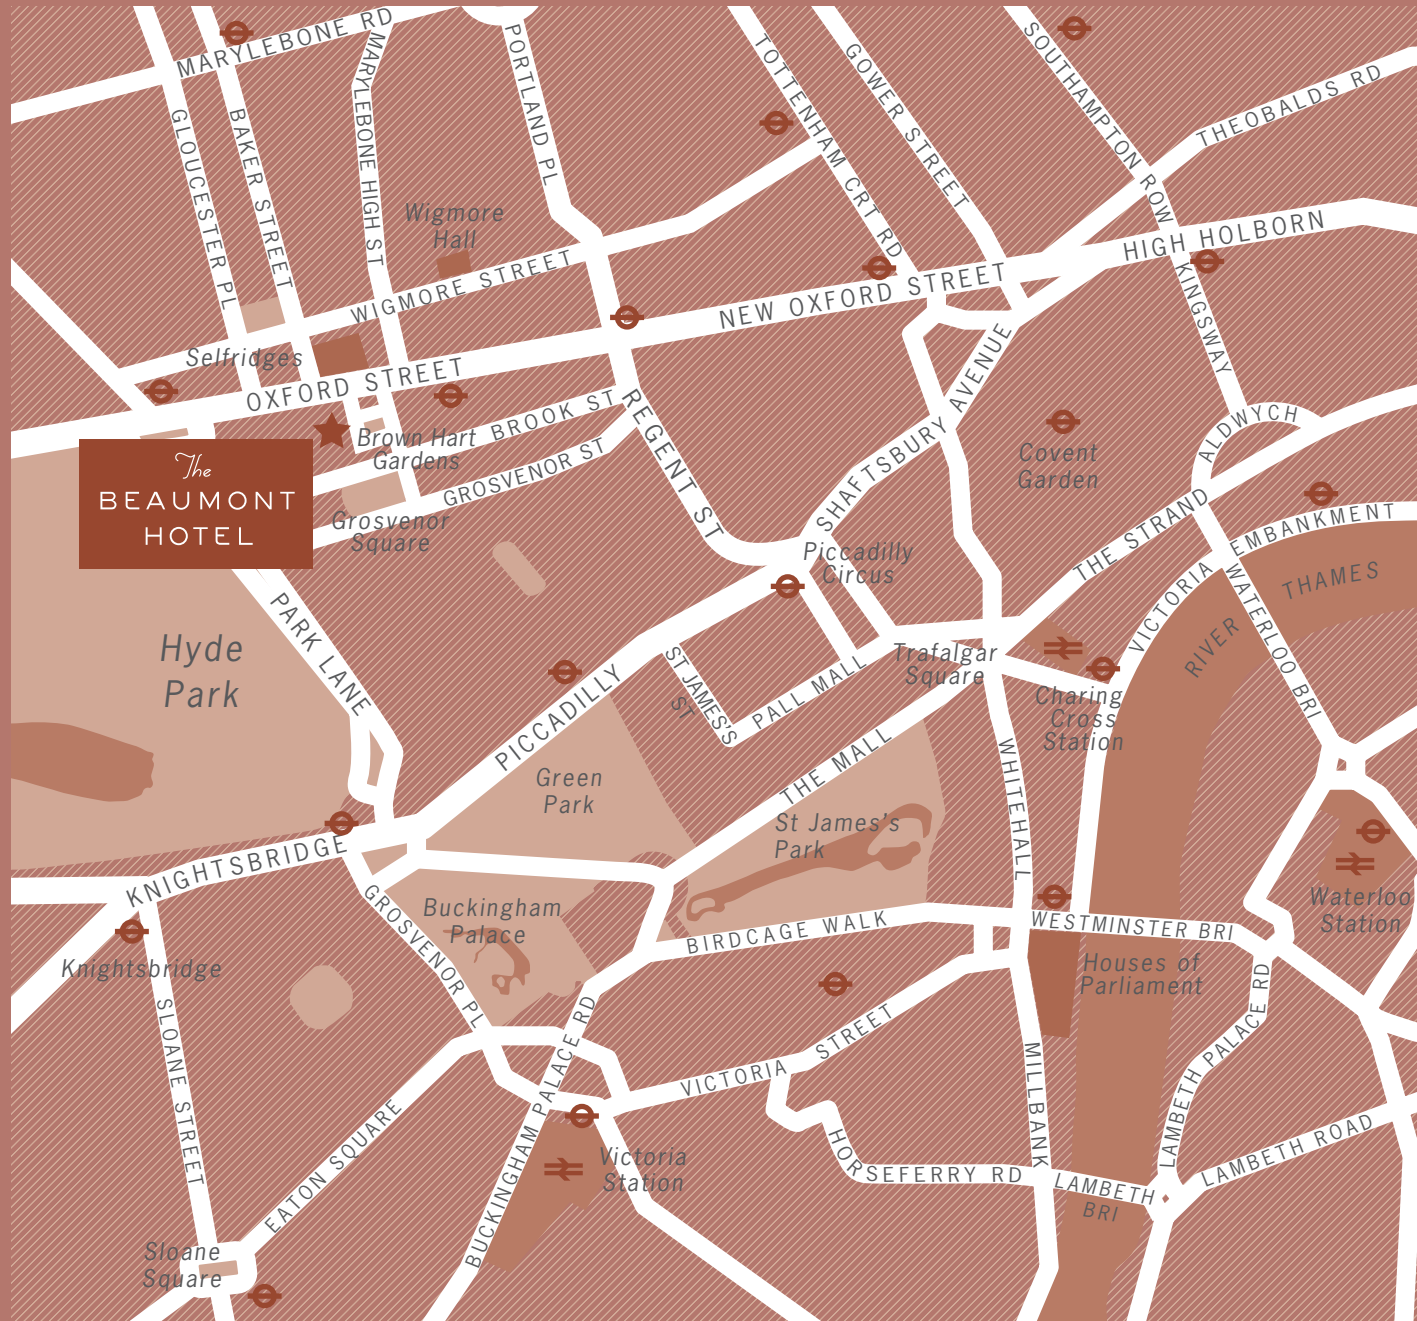 MARYLEBONE RD
MARYLEBONE HIGH ST
PORTLAND PL
TOTTENHAM CRT RD
GOWER STREET
SOUTHAMPTON ROW
THEOBALDS RD
GLOUCESTER PL
BAKER STREET
Wigmore
Hall
WIGMORE STREET
HIGH HOLBORN
KINGSWAY
NEW OXFORD STREET
Selfridges
OXFORD STREET
BROOK ST
Brown Hart
Gardens
GROSVENOR ST
REGENT ST
SHAFTSBURY AVENUE
ALDWYCH
Covent
Garden
The
BEAUMONT
HOTEL
Grosvenor
Square
Piccadilly
Circus
THE STRAND
VICTORIA EMBANKMENT
WATERLOO BRI
RIVER THAMES
PARK LANE
Hyde
Park
PICCADILLY
ST JAMES'S
ST
PALL MALL
Trafalgar
Square
Charing
Cross
Station
Green
Park
THE MALL
WHITEHALL
St James's
Park
KNIGHTSBRIDGE
GROSVENOR PL
Buckingham
Palace
BIRDCAGE WALK
WESTMINSTER BRI
Waterloo
Station
Knightsbridge
Houses of
Parliament
SLOANE STREET
BUCKINGHAM PALACE RD
VICTORIA STREET
MILLBANK
LAMBETH PALACE RD
EATON SQUARE
Victoria
Station
HORSEFERRY RD
LAMBETH
BRI
LAMBETH ROAD
Sloane
Square